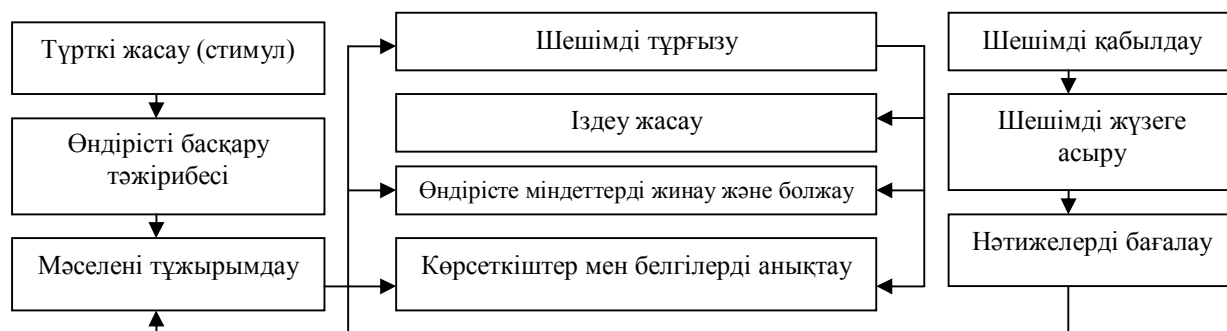 Түрткі жасау (стимул)
Өндірісті басқару
тәжірибесі
Мәселені тұжырымдау
Шешімді тұрғызу
Іздеу жасау
Өндірісте міндеттерді жинау және болжау
Көрсеткіштер мен белгілерді анықтау
Шешімді қабылдау
Шешімді жүзеге
асыру
Нәтижелерді бағалау